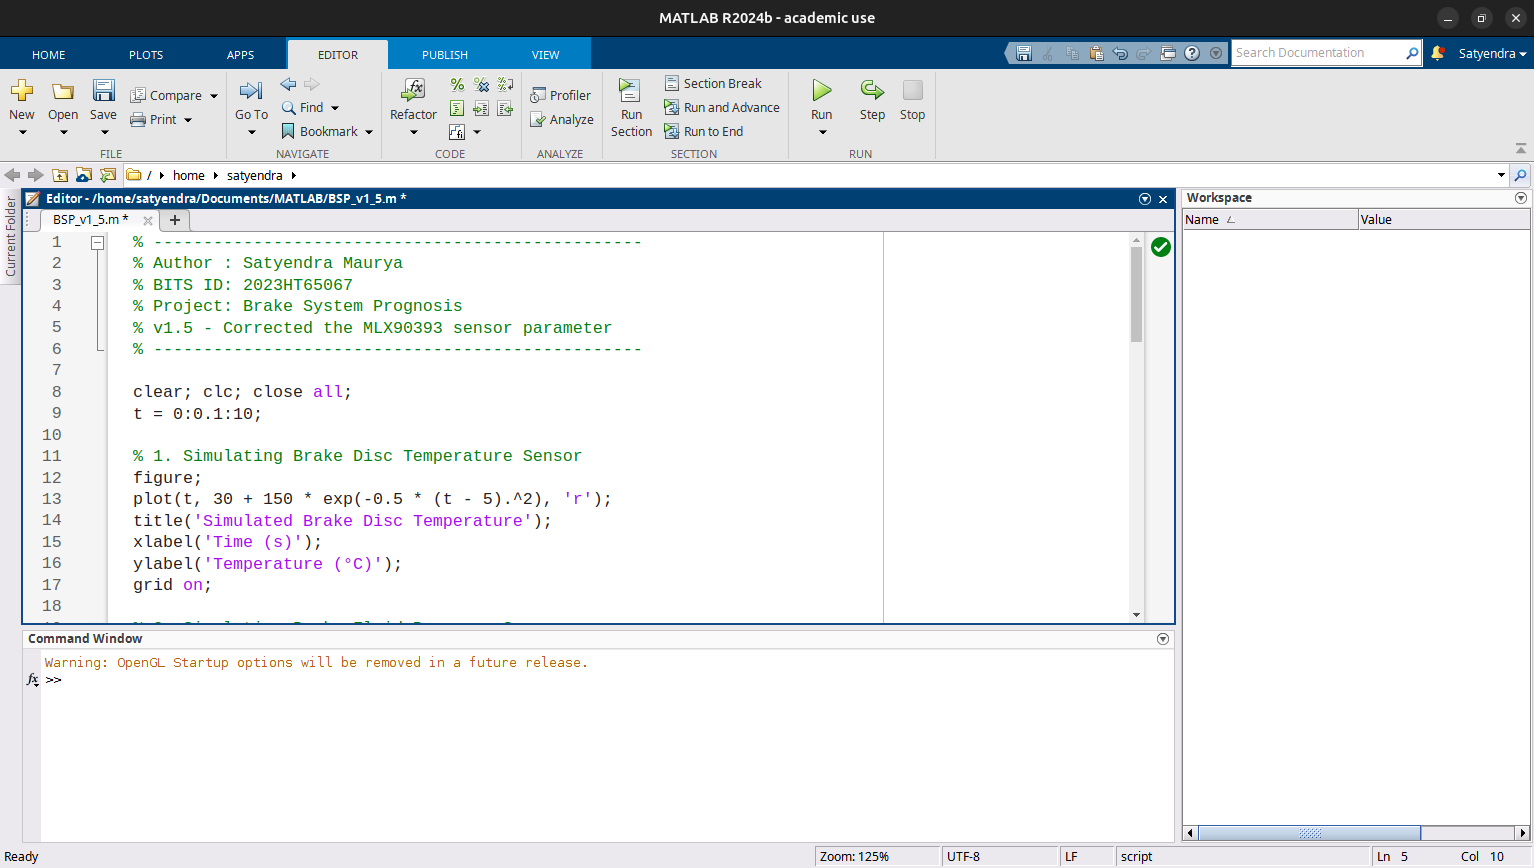 MATLAB R2024b - academic use
HOME PLOTS APPS EDITOR PUBLISH VIEW
Search Documentation
Satyendra
New Open Save Compare Print
FILE
Go To Find Bookmark
NAVIGATE
Refactor
CODE
Profiler Analyze
ANALYZE
Run Section
Section Break
Run and Advance
Run to End
SECTION
Run Step Stop
RUN
/ home satyendra
Current Folder
Editor - /home/satyendra/Documents/MATLAB/BSP_v1_5.m *
BSP_v1_5.m *
1 % -------------------------------------------------
2 % Author : Satyendra Maurya
3 % BITS ID: 2023HT65067
4 % Project: Brake System Prognosis
5 % v1.5 - Corrected the MLX90393 sensor parameter
6 % -------------------------------------------------
7
8 clear; clc; close all;
9 t = 0:0.1:10;
10
11 % 1. Simulating Brake Disc Temperature Sensor
12 figure;
13 plot(t, 30 + 150 * exp(-0.5 * (t - 5).^2), 'r');
14 title('Simulated Brake Disc Temperature');
15 xlabel('Time (s)');
16 ylabel('Temperature (°C)');
17 grid on;
18
Command Window
Warning: OpenGL Startup options will be removed in a future release.
fx >>
Workspace
Name Value
Ready
Zoom: 125% UTF-8 LF script Ln 5 Col 10